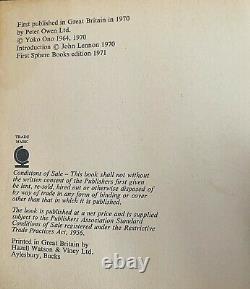 First published in Great Britain in 1970
by Peter Owen Ltd.
© Yoko Ono 1964, 1970
Introduction © John Lennon 1970
First Sphere Books edition 1971
TRADE
MARK
Conditions of Sale – This book shall not without
the written consent of the Publishers first given
be lent, re-sold, hired out or otherwise disposed of
by way of trade in any form of binding or cover
other than that in which it is published.
The book is published at a net price and is supplied
subject to the Publishers Association Standard
Conditions of Sale registered under the Restrictive
Trade Practices Act, 1956.
Printed in Great Britain by
Hazell Watson & Viney Ltd.
Aylesbury, Bucks
worthpoint.com